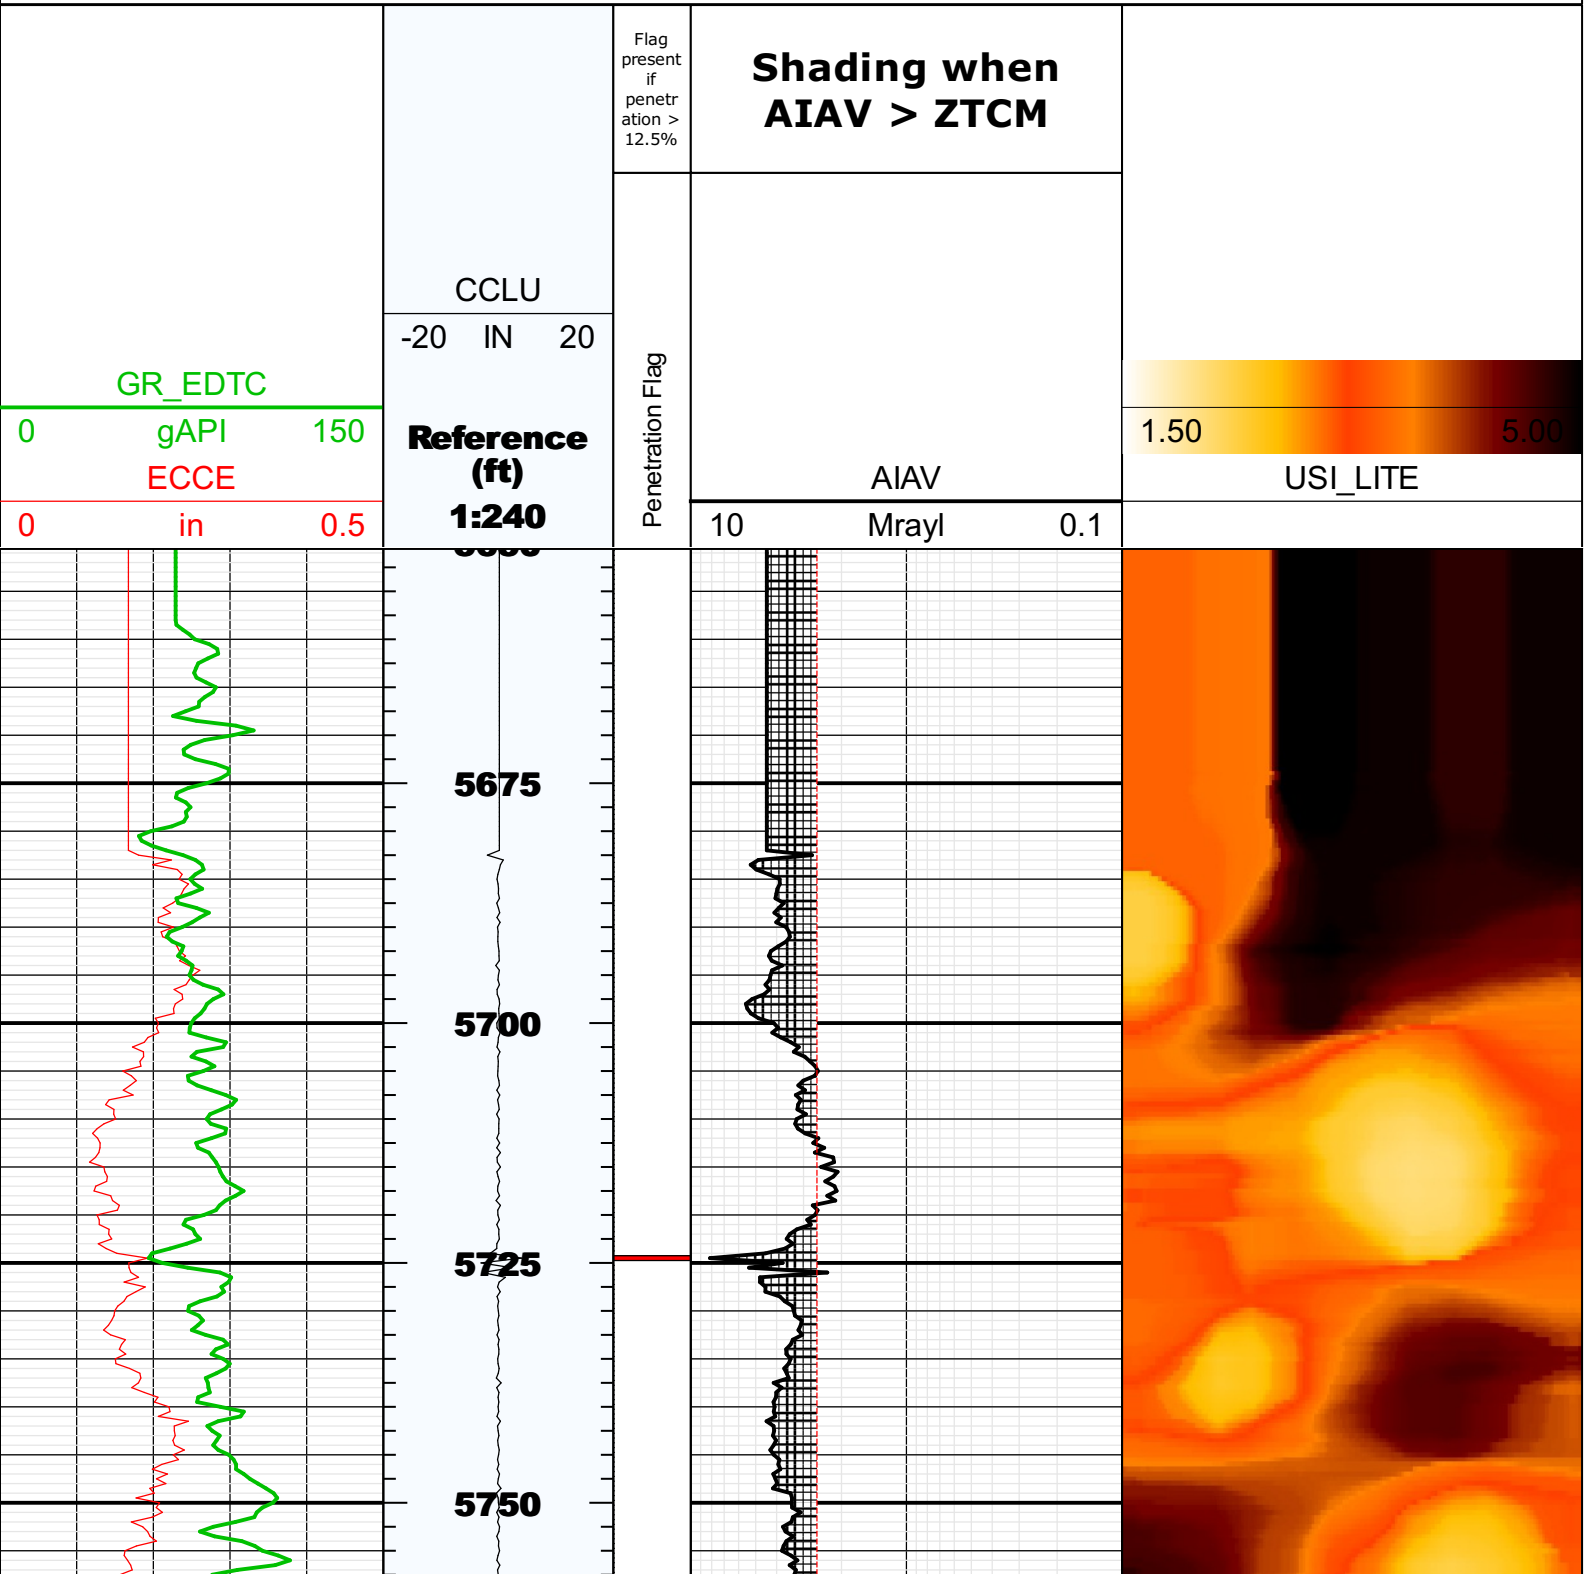 Flag
present
if
penetr
ation >
12.5%
Shading when
AIAV > ZTCM
CCLU
-20 IN 20
GR_EDTC
0 gAPI 150
ECCE
0 in 0.5
Reference
(ft)
1:240
Penetration Flag
AIAV
10 Mrayl 0.1
1.50 5.00
USI_LITE
5675
5700
5725
5750